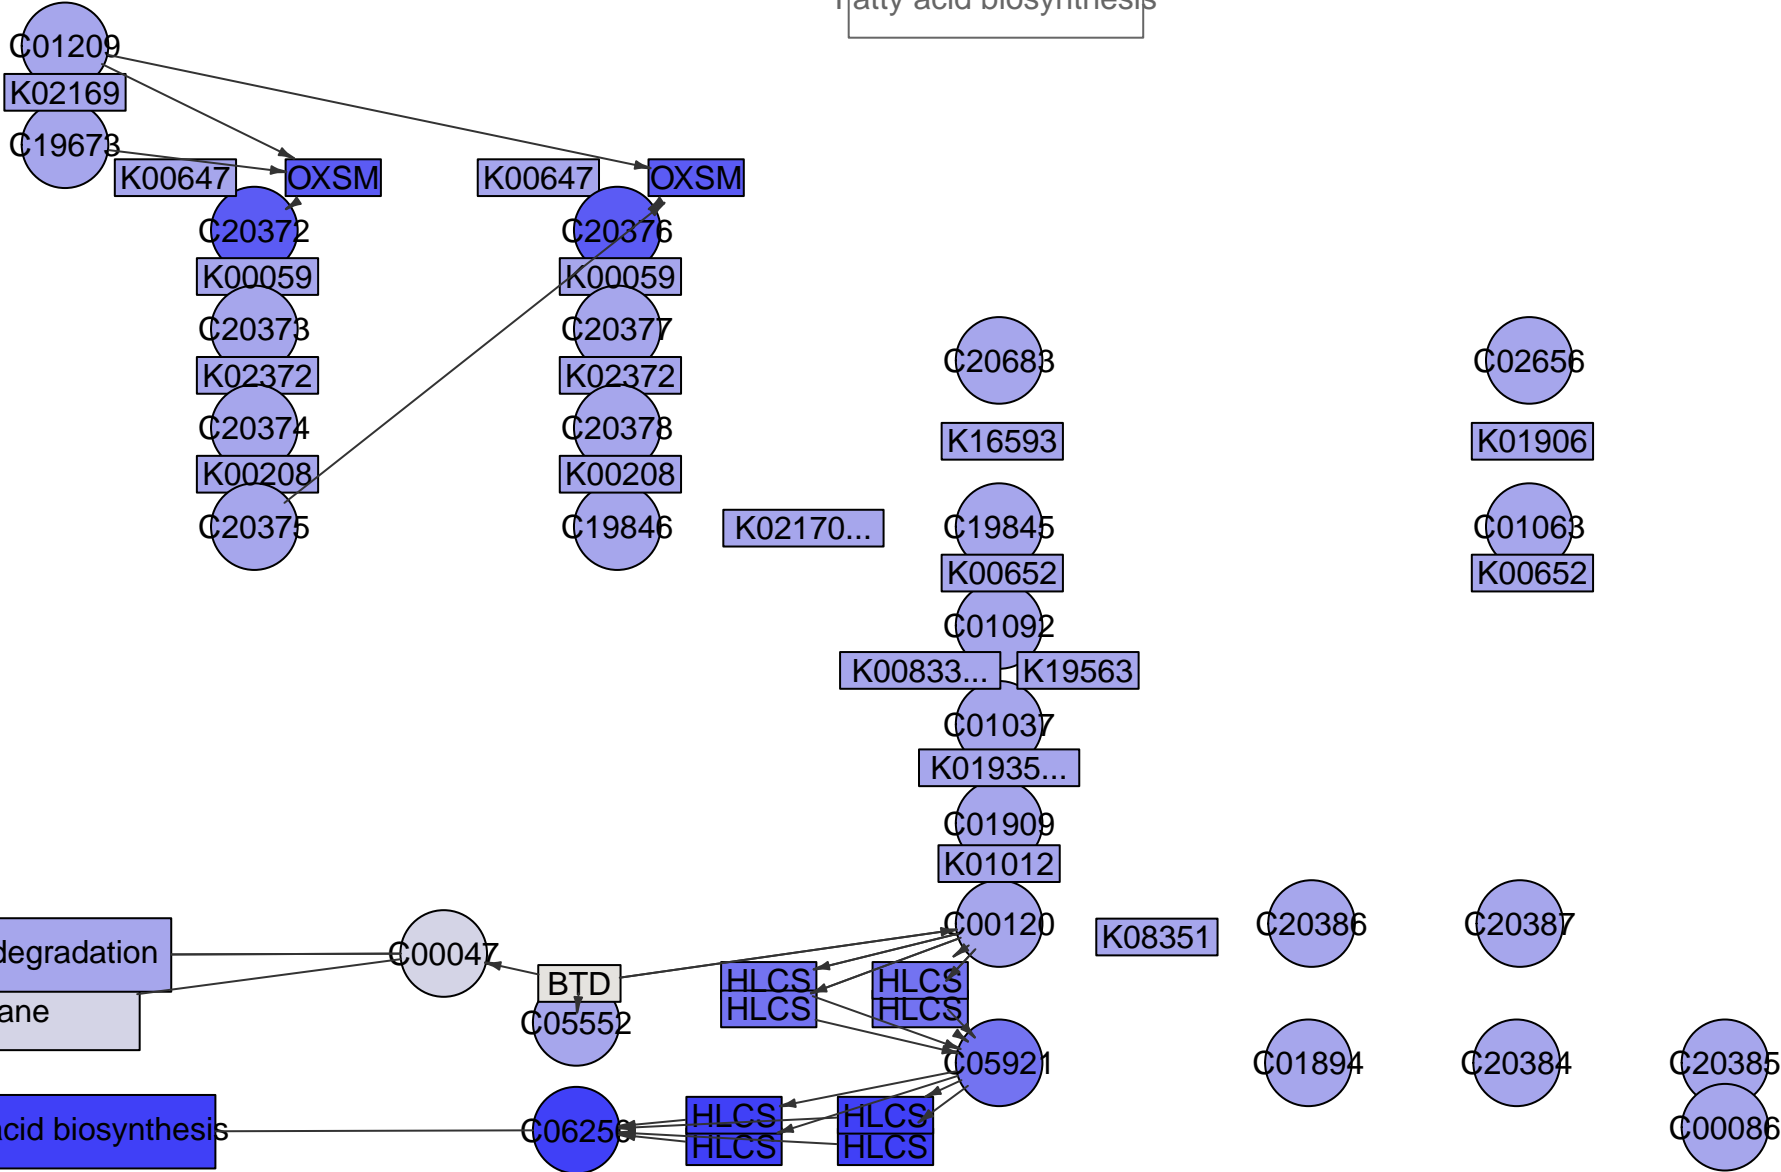 Fatty acid biosynthesis
C01209
K02169
C19673
K00647
OXSM
K00647
OXSM
C20372
C20376
K00059
K00059
C20373
C20377
C20683
C02656
K02372
K02372
C20374
C20378
K16593
K01906
K00208
K00208
C20375
C19846
K02170...
C19845
C01063
K00652
K00652
C01092
K00833...
K19563
C01037
K01935...
C01909
K01012
C00120
K08351
C20386
C20387
degradation
C00047
BTD
HLCS
HLCS
ane
HLCS
HLCS
C05552
C05921
C01894
C20384
C20385
acid biosynthesis
HLCS
HLCS
C00086
HLCS
HLCS